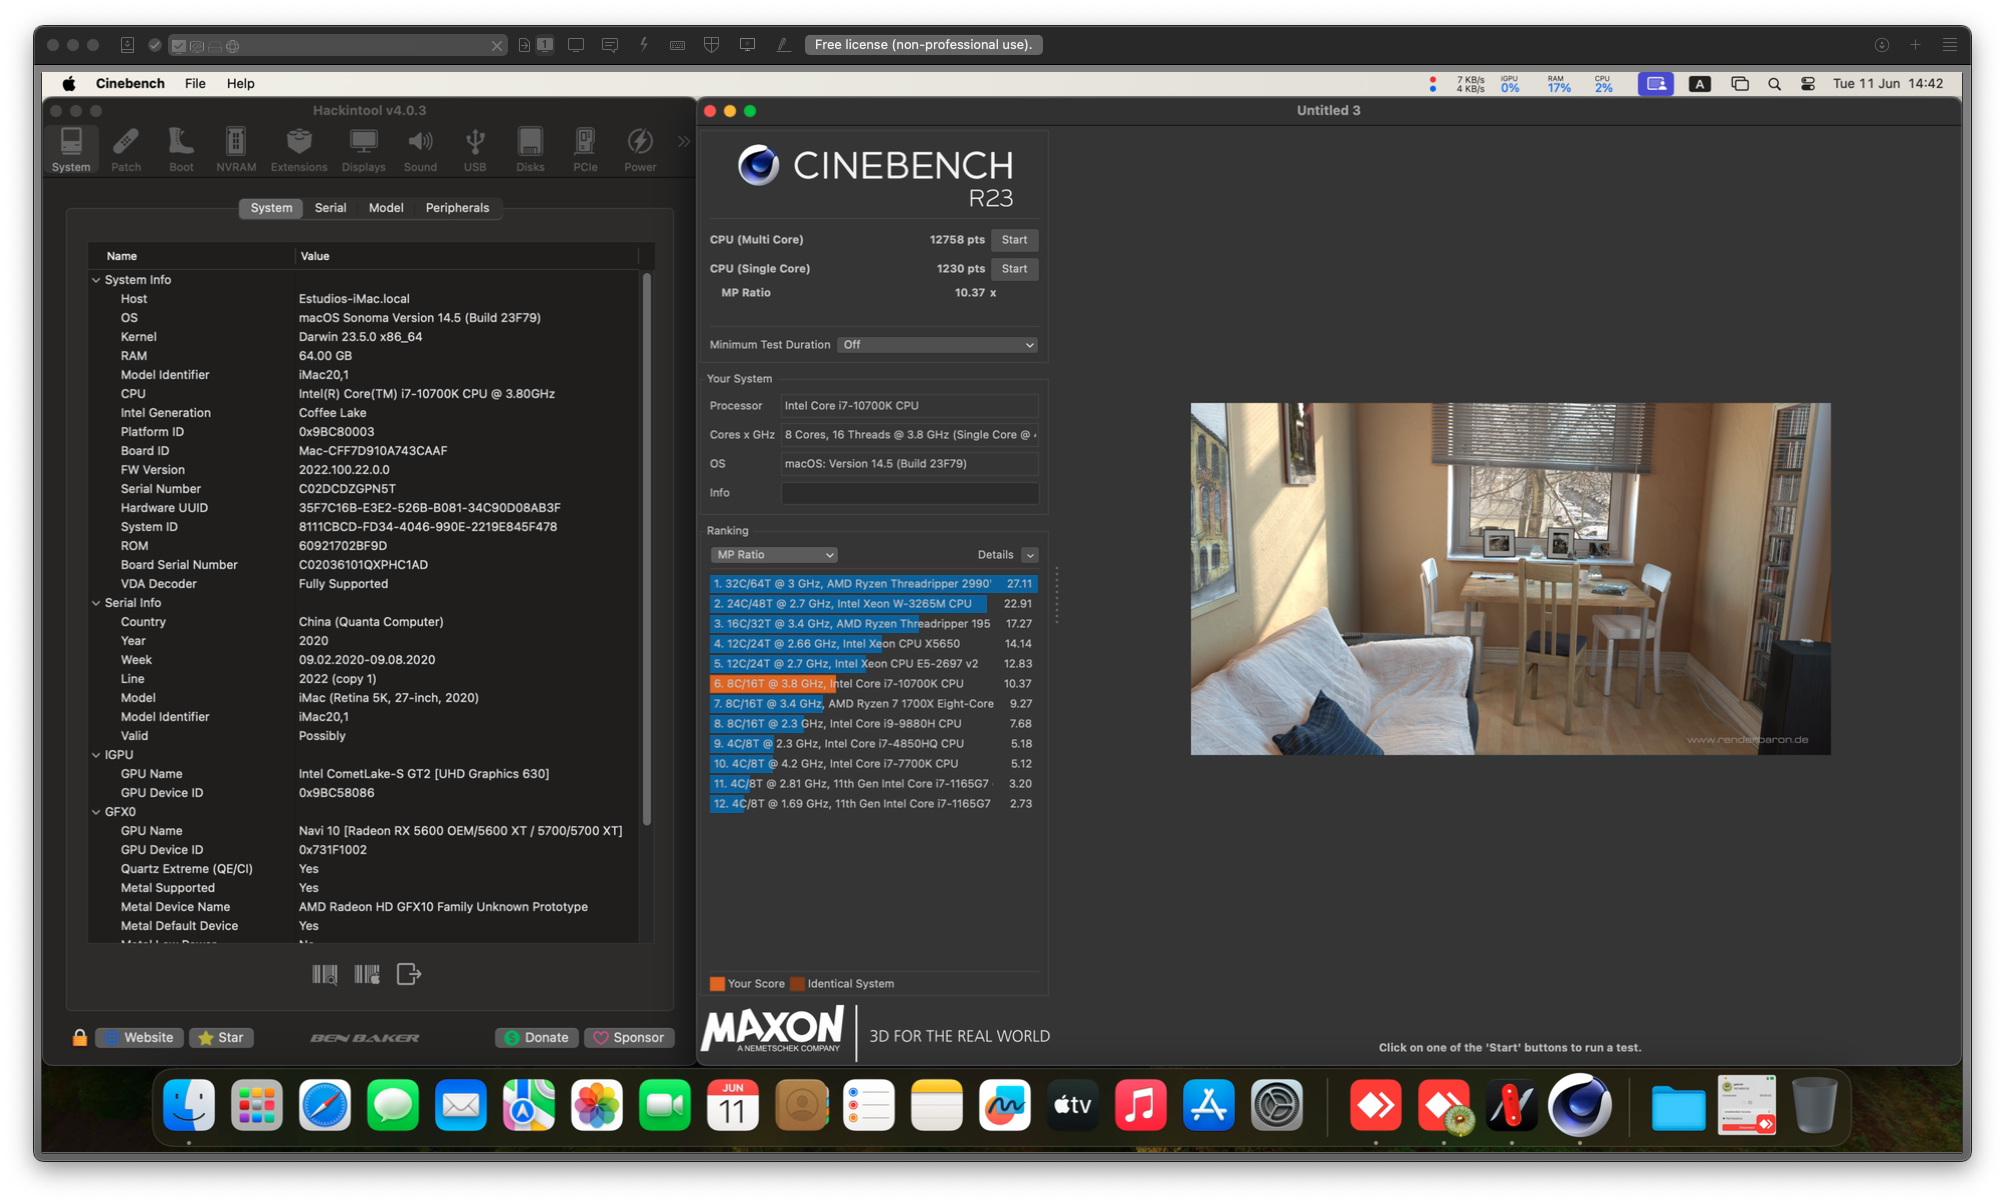 1
Free license (non-professional use).
Cinebench File Help
7 KB/s
4 KB/s
IGPU
0%
RAM
17%
CPU
2%
A
Tue 11 Jun 14:42
Hackintool v4.0.3
System Patch Boot NVRAM Extensions Displays Sound USB Disks PCIe Power
System Serial Model Peripherals
Name Value
System Info
Host Estudios-iMac.local
OS macOS Sonoma Version 14.5 (Build 23F79)
Kernel Darwin 23.5.0 x86_64
RAM 64.00 GB
Model Identifier iMac20,1
CPU Intel(R) Core(TM) i7-10700K CPU @ 3.80GHz
Intel Generation Coffee Lake
Platform ID 0x9BC80003
Board ID Mac-CFF7D910A743CAAF
FW Version 2022.100.22.0.0
Serial Number C02DCDZGPN5T
Hardware UUID 35F7C16B-E3E2-526B-B081-34C90D08AB3F
System ID 8111CBCD-FD34-4046-990E-2219E845F478
ROM 60921702BF9D
Board Serial Number C02036101QXPHC1AD
VDA Decoder Fully Supported
Serial Info
Country China (Quanta Computer)
Year 2020
Week 09.02.2020-09.08.2020
Line 2022 (copy 1)
Model iMac (Retina 5K, 27-inch, 2020)
Model Identifier iMac20,1
Valid Possibly
IGPU
GPU Name Intel CometLake-S GT2 [UHD Graphics 630]
GPU Device ID 0x9BC58086
GFX0
GPU Name Navi 10 [Radeon RX 5600 OEM/5600 XT / 5700/5700 XT]
GPU Device ID 0x731F1002
Quartz Extreme (QE/CI) Yes
Metal Supported Yes
Metal Device Name AMD Radeon HD GFX10 Family Unknown Prototype
Metal Default Device Yes
Website Star BEN BAKER Donate Sponsor
Untitled 3
CINEBENCH
R23
CPU (Multi Core) 12758 pts Start
CPU (Single Core) 1230 pts Start
MP Ratio 10.37 x
Minimum Test Duration Off
Your System
Processor Intel Core i7-10700K CPU
Cores x GHz 8 Cores, 16 Threads @ 3.8 GHz (Single Core @
OS macOS: Version 14.5 (Build 23F79)
Info
Ranking
MP Ratio Details
1. 32C/64T @ 3 GHz, AMD Ryzen Threadripper 2990 27.11
2. 24C/48T @ 2.7 GHz, Intel Xeon W-3265M CPU 22.91
3. 16C/32T @ 3.4 GHz, AMD Ryzen Threadripper 195 17.27
4. 12C/24T @ 2.66 GHz, Intel Xeon CPU X5650 14.14
5. 12C/24T @ 2.7 GHz, Intel Xeon CPU E5-2697 v2 12.83
6. 8C/16T @ 3.8 GHz, Intel Core i7-10700K CPU 10.37
7. 8C/16T @ 3.4 GHz, AMD Ryzen 7 1700X Eight-Core 9.27
8. 8C/16T @ 2.3 GHz, Intel Core i9-9880H CPU 7.68
9. 4C/8T @ 2.3 GHz, Intel Core i7-4850HQ CPU 5.18
10. 4C/8T @ 4.2 GHz, Intel Core i7-7700K CPU 5.12
11. 4C/8T @ 2.81 GHz, 11th Gen Intel Core i7-1165G7 3.20
12. 4C/8T @ 1.69 GHz, 11th Gen Intel Core i7-1165G7 2.73
Your Score Identical System
MAXON
A NEMETSCHEK COMPANY
3D FOR THE REAL WORLD
www.renderbaron.de
Click on one of the 'Start' buttons to run a test.
JUN
11
tv